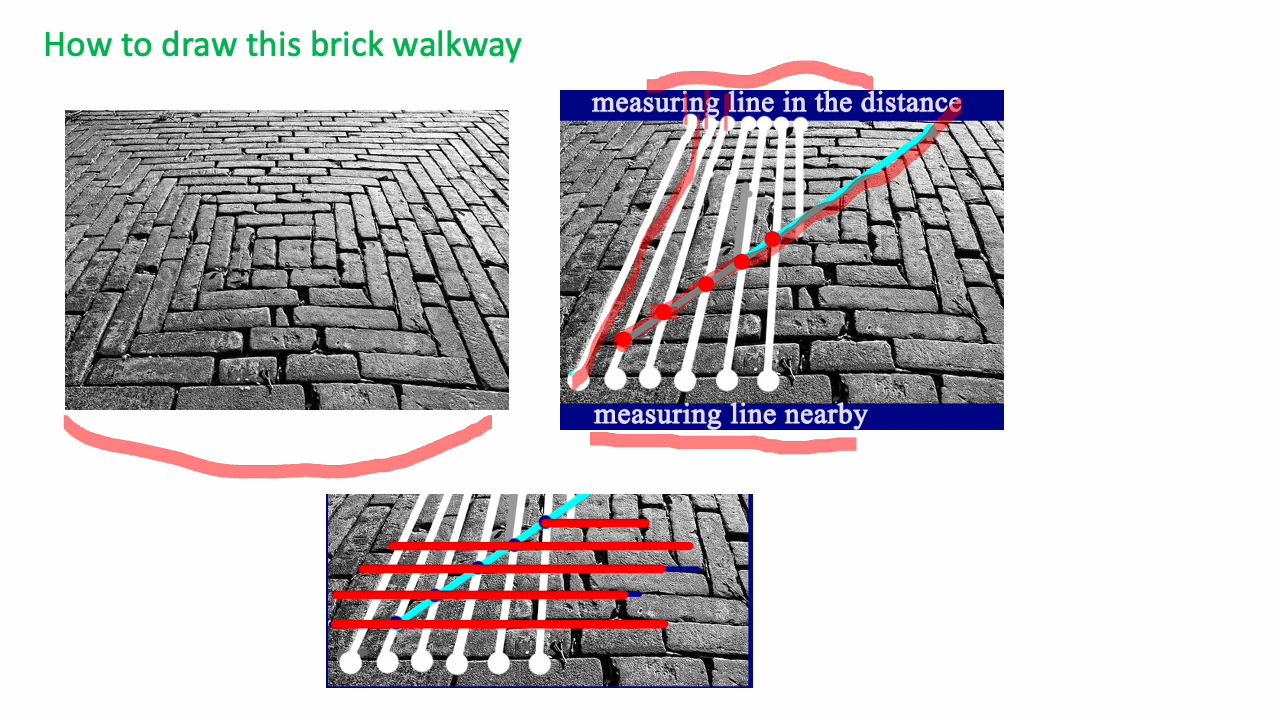 How to draw this brick walkway
measuring line in the distance
measuring line nearby